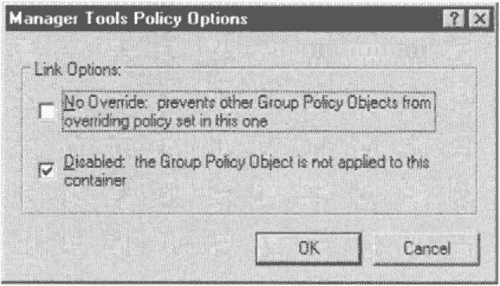 Manager Tools Policy Options
Link Options:
No Override: prevents other Group Policy Objects from
overriding policy set in this one
Disabled: the Group Policy Object is not applied to this
container
OK
Cancel